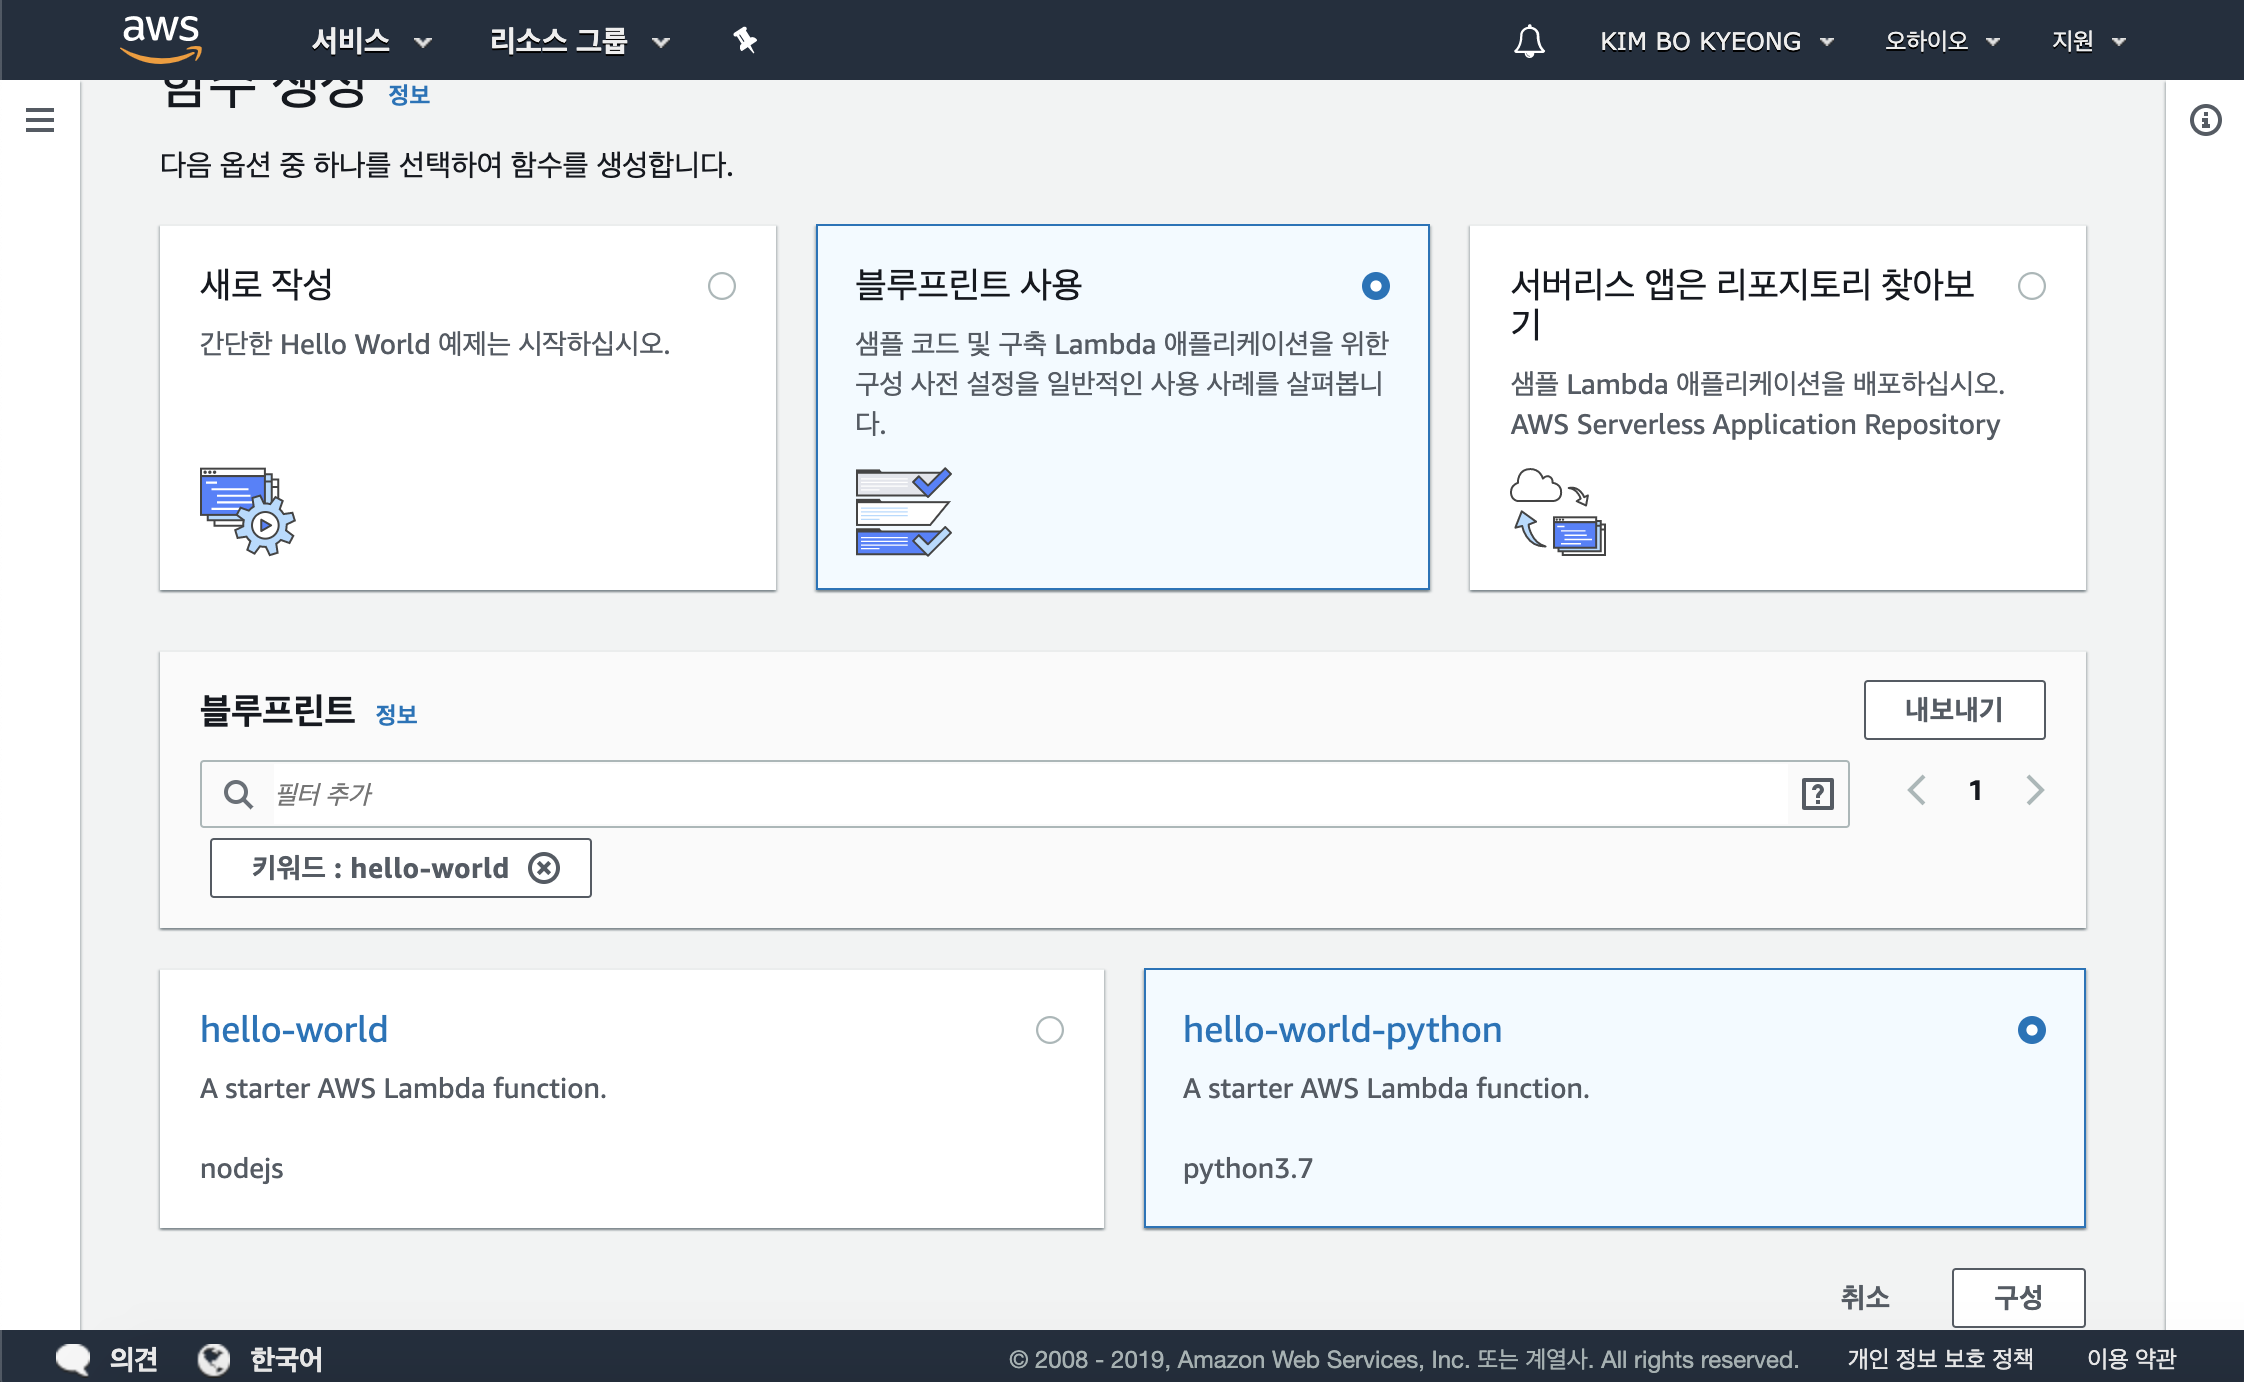 aws
서비스
리소스 그룹
KIM BO KYEONG
오하이오
지원
함수 생성 정보
다음 옵션 중 하나를 선택하여 함수를 생성합니다.
새로 작성
간단한 Hello World 예제는 시작하십시오.
블루프린트 사용
샘플 코드 및 구축 Lambda 애플리케이션을 위한
구성 사전 설정을 일반적인 사용 사례를 살펴봅니
다.
서버리스 앱은 리포지토리 찾아보
기
샘플 Lambda 애플리케이션을 배포하십시오.
AWS Serverless Application Repository
블루프린트 정보
내보내기
필터 추가
?
1
키워드 : hello-world
hello-world
A starter AWS Lambda function.
nodejs
hello-world-python
A starter AWS Lambda function.
python3.7
취소
구성
의견
한국어
© 2008 - 2019, Amazon Web Services, Inc. 또는 계열사. All rights reserved.
개인 정보 보호 정책
이용 약관